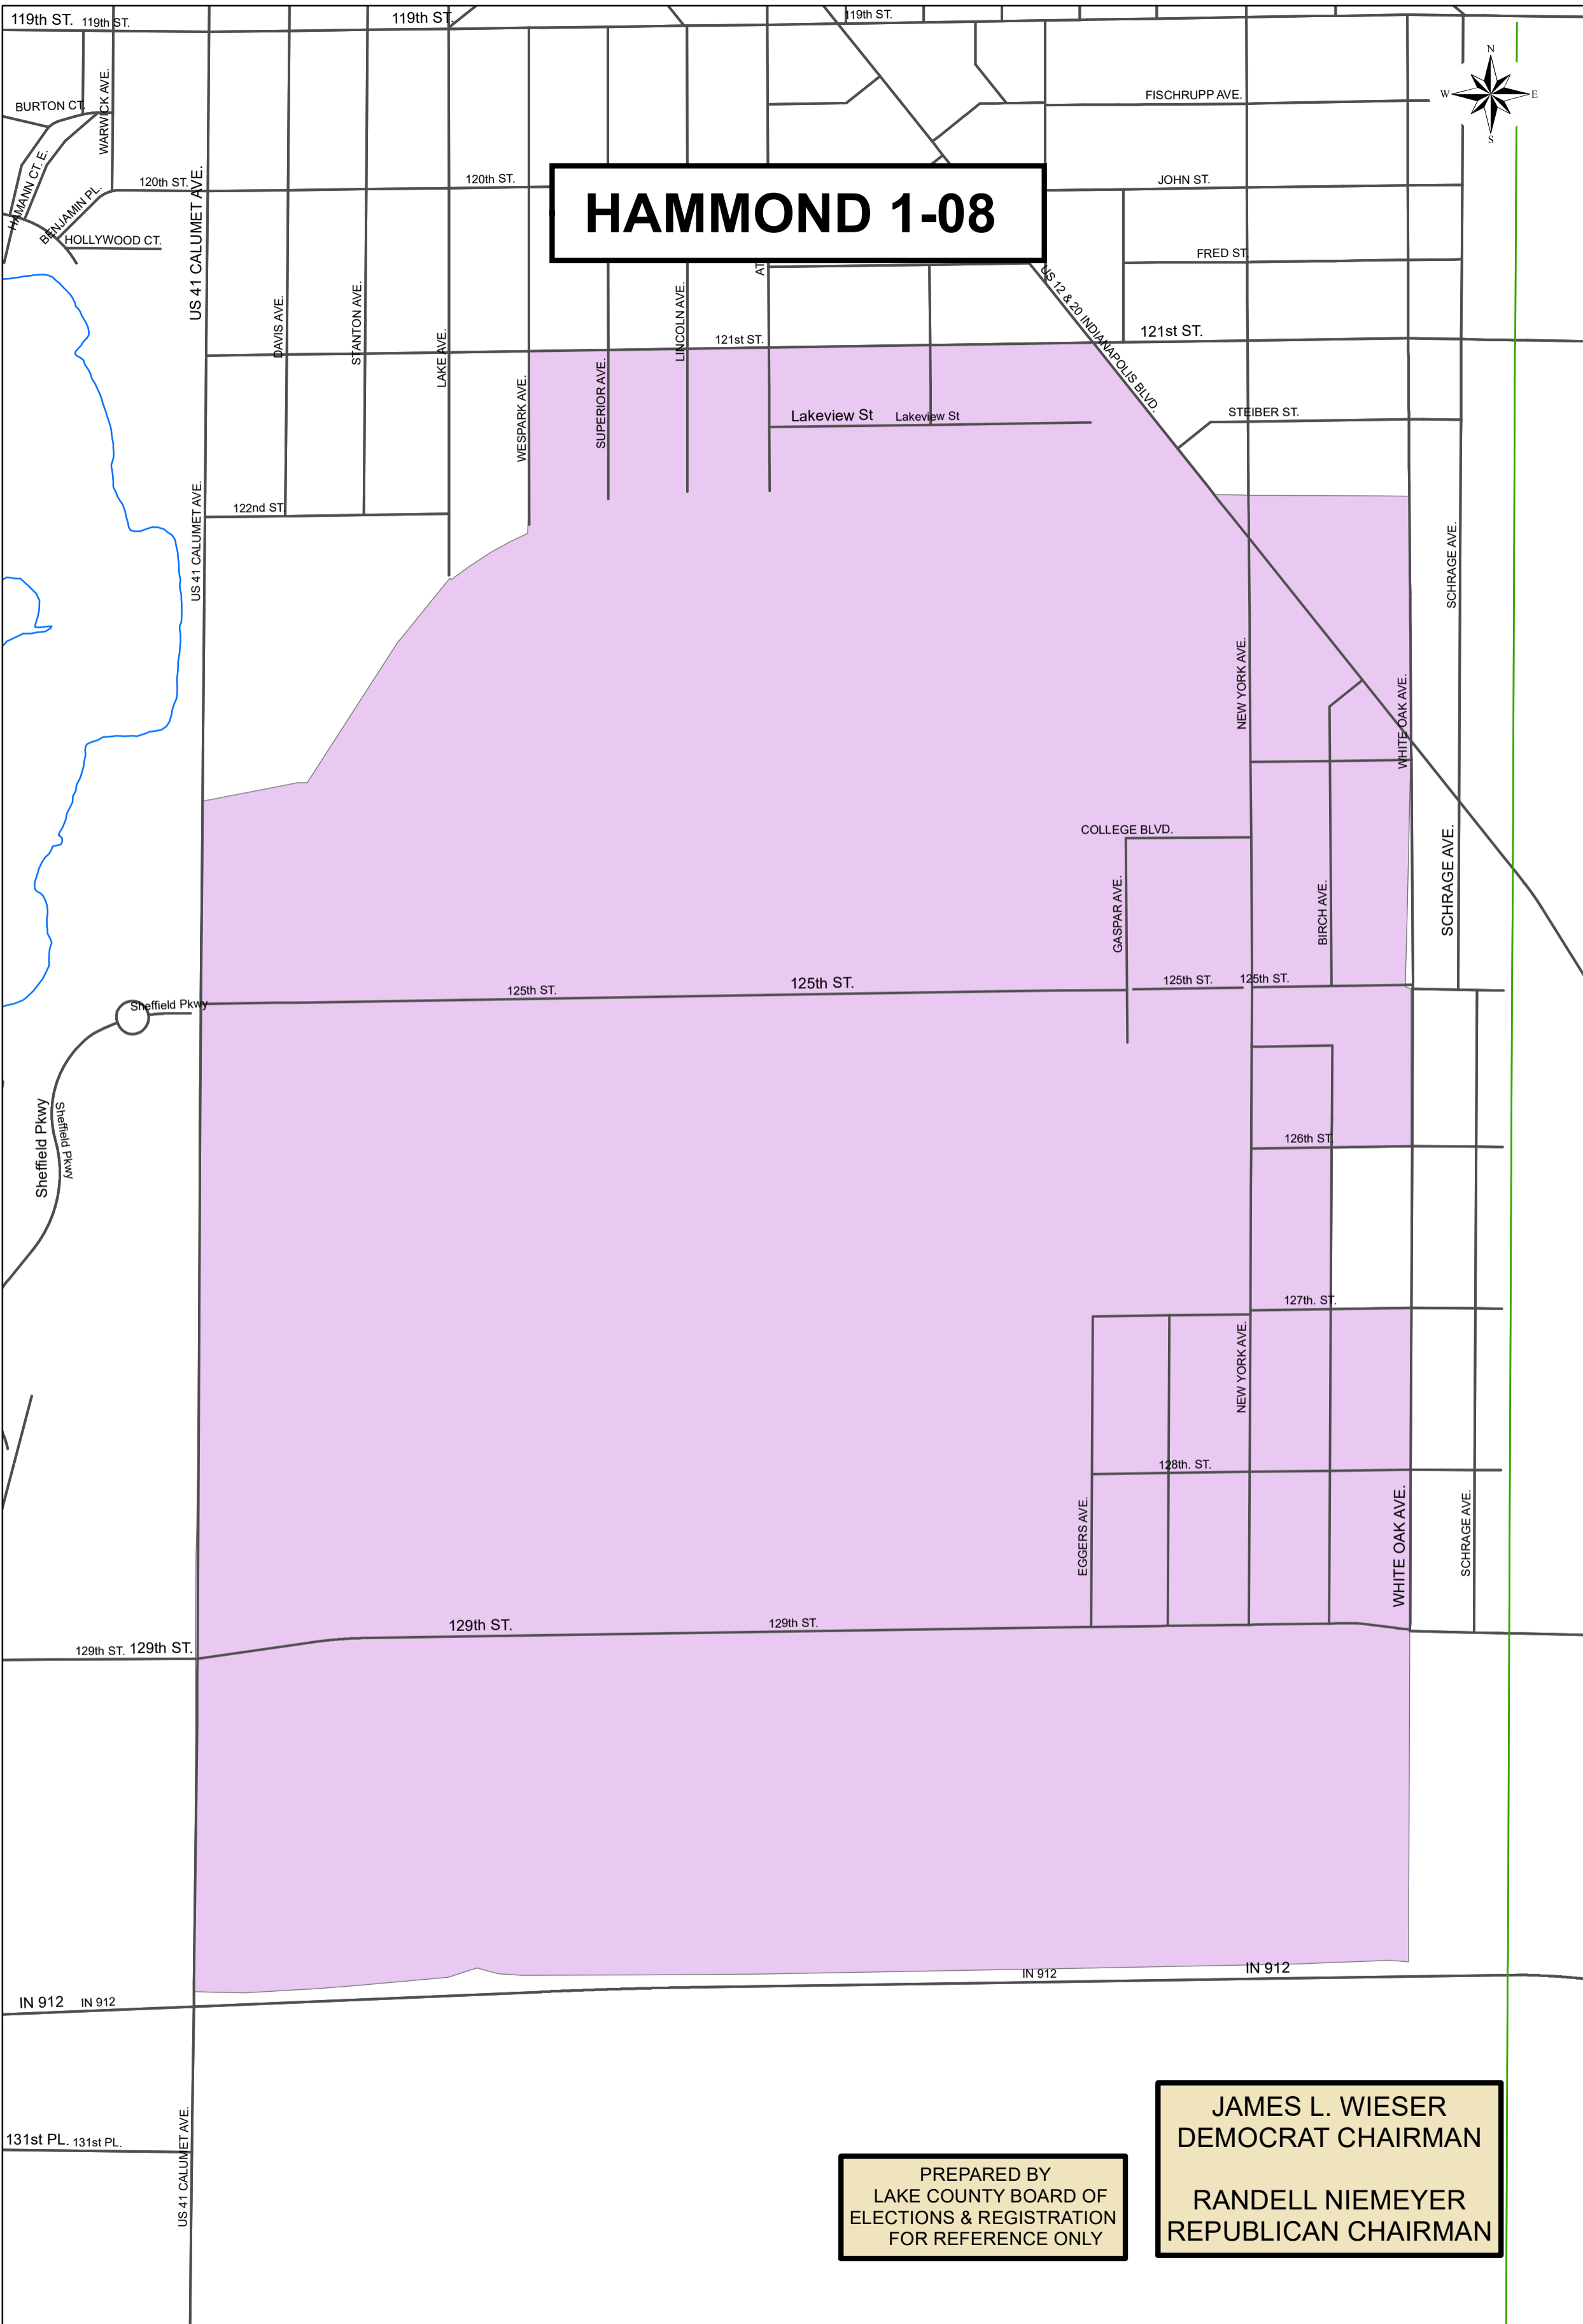 119th ST.
119th ST.
119th ST.
119th ST.
N
W
E
S
BURTON CT.
WARWICK AVE.
FISCHRUPP AVE.
HAMANN CT. E.
BENJAMIN PL.
120th ST.
US 41 CALUMET AVE.
120th ST.
HAMMOND 1-08
JOHN ST.
HOLLYWOOD CT.
FRED ST.
AT
US 12 & 20 INDIANAPOLIS BLVD.
DAVIS AVE.
STANTON AVE.
LAKE AVE.
WESPARK AVE.
SUPERIOR AVE.
LINCOLN AVE.
121st ST.
121st ST.
Lakeview St
Lakeview St
STEIBER ST.
US 41 CALUMET AVE.
122nd ST.
SCHRAGE AVE.
NEW YORK AVE.
WHITE OAK AVE.
COLLEGE BLVD.
GASPAR AVE.
BIRCH AVE.
SCHRAGE AVE.
Sheffield Pkwy
125th ST.
125th ST.
125th ST.
125th ST.
Sheffield Pkwy
Sheffield Pkwy
126th ST.
127th. ST.
NEW YORK AVE.
128th. ST.
EGGERS AVE.
WHITE OAK AVE.
SCHRAGE AVE.
129th ST.
129th ST.
129th ST.
129th ST.
IN 912
IN 912
IN 912
IN 912
131st PL.
131st PL.
US 41 CALUMET AVE.
PREPARED BY
LAKE COUNTY BOARD OF
ELECTIONS & REGISTRATION
FOR REFERENCE ONLY
JAMES L. WIESER
DEMOCRAT CHAIRMAN
RANDELL NIEMEYER
REPUBLICAN CHAIRMAN